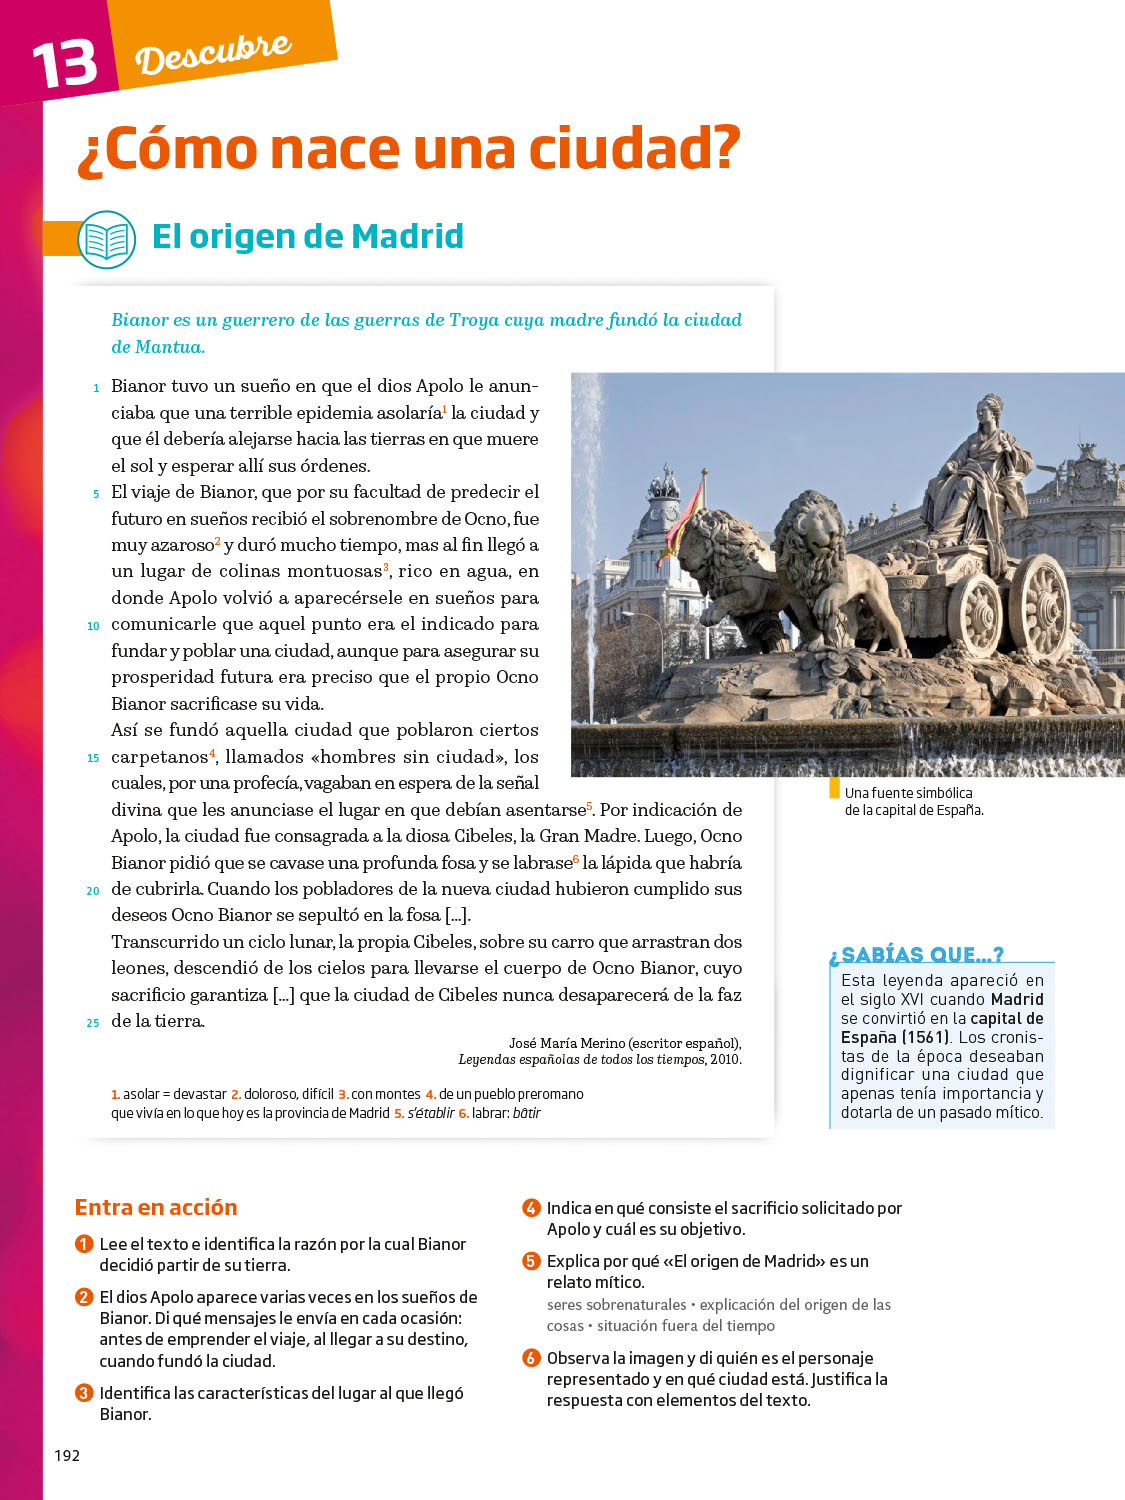 13 Descubre
¿Cómo nace una ciudad?
El origen de Madrid
Bianor es un guerrero de las guerras de Troya cuya madre fundó la ciudad
de Mantua.
1 Bianor tuvo un sueño en que el dios Apolo le anun-
ciaba que una terrible epidemia asolaría1 la ciudad y
que él debería alejarse hacia las tierras en que muere
el sol y esperar allí sus órdenes.
5 El viaje de Bianor, que por su facultad de predecir el
futuro en sueños recibió el sobrenombre de Ocno, fue
muy azaroso2 y duró mucho tiempo, mas al fin llegó a
un lugar de colinas montuosas3, rico en agua, en
donde Apolo volvió a aparecérsele en sueños para
10 comunicarle que aquel punto era el indicado para
fundar y poblar una ciudad, aunque para asegurar su
prosperidad futura era preciso que el propio Ocno
Bianor sacrificase su vida.
Así se fundó aquella ciudad que poblaron ciertos
15 carpetanos4, llamados «hombres sin ciudad», los
cuales, por una profecía, vagaban en espera de la señal
divina que les anunciase el lugar en que debían asentarse5. Por indicación de
Apolo, la ciudad fue consagrada a la diosa Cibeles, la Gran Madre. Luego, Ocno
Bianor pidió que se cavase una profunda fosa y se labrase6 la lápida que habría
20 de cubrirla. Cuando los pobladores de la nueva ciudad hubieron cumplido sus
deseos Ocno Bianor se sepultó en la fosa [...].
Transcurrido un ciclo lunar, la propia Cibeles, sobre su carro que arrastran dos
leones, descendió de los cielos para llevarse el cuerpo de Ocno Bianor, cuyo
sacrificio garantiza [...] que la ciudad de Cibeles nunca desaparecerá de la faz
25 de la tierra.
José María Merino (escritor español),
Leyendas españolas de todos los tiempos, 2010.
1. asolar = devastar 2. doloroso, difícil 3. con montes 4. de un pueblo preromano
que vivía en lo que hoy es la provincia de Madrid 5. s'établir 6. labrar: bâtir
Una fuente simbólica
de la capital de España.
¿SABÍAS QUE...?
Esta leyenda apareció en
el siglo XVI cuando Madrid
se convirtió en la capital de
España (1561). Los cronis-
tas de la época deseaban
dignificar una ciudad que
apenas tenía importancia y
dotarla de un pasado mítico.
Entra en acción
1 Lee el texto e identifica la razón por la cual Bianor
decidió partir de su tierra.
2 El dios Apolo aparece varias veces en los sueños de
Bianor. Di qué mensajes le envía en cada ocasión:
antes de emprender el viaje, al llegar a su destino,
cuando fundó la ciudad.
3 Identifica las características del lugar al que llegó
Bianor.
4 Indica en qué consiste el sacrificio solicitado por
Apolo y cuál es su objetivo.
5 Explica por qué «El origen de Madrid» es un
relato mítico.
seres sobrenaturales • explicación del origen de las
cosas • situación fuera del tiempo
6 Observa la imagen y di quién es el personaje
representado y en qué ciudad está. Justifica la
respuesta con elementos del texto.
192